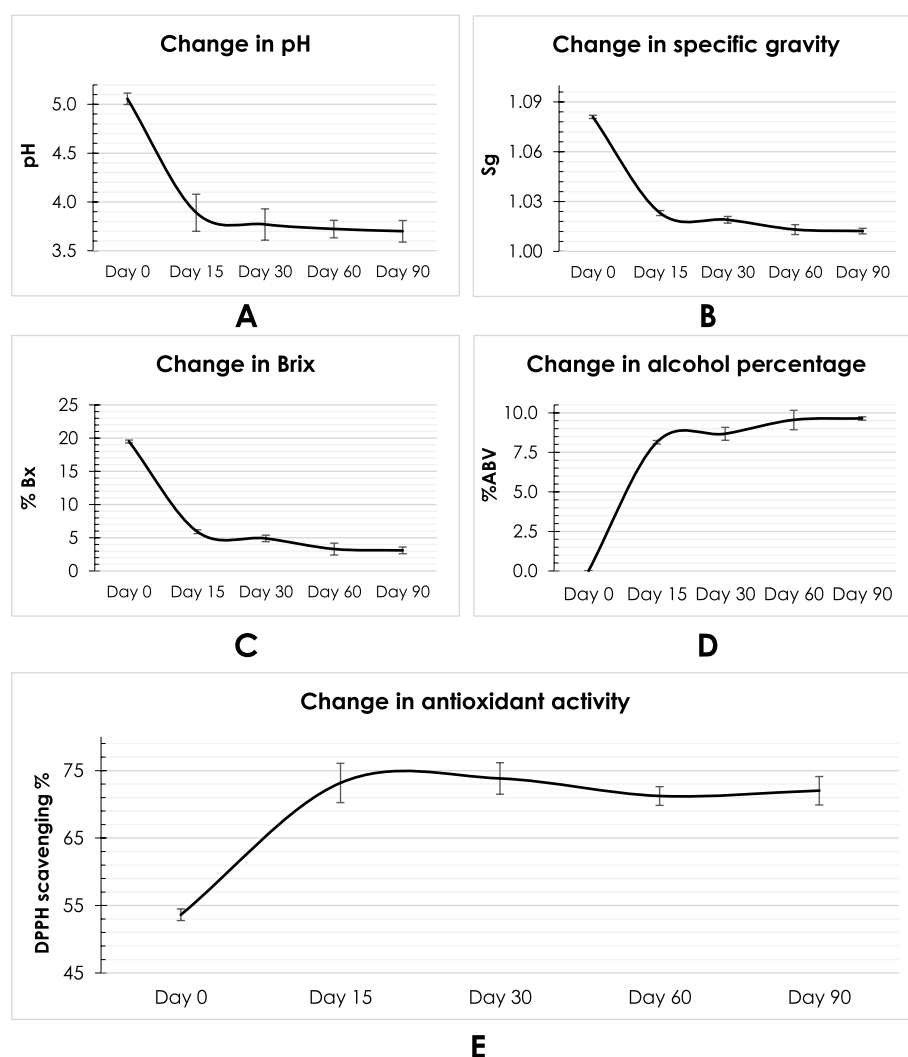 Change in pH
pH
5.0
4.5
4.0
3.5
Day 0 Day 15 Day 30 Day 60 Day 90
A
Change in specific gravity
Sg
1.09
1.06
1.03
1.00
Day 0 Day 15 Day 30 Day 60 Day 90
B
Change in Brix
% Bx
25
20
15
10
5
0
Day 0 Day 15 Day 30 Day 60 Day 90
C
Change in alcohol percentage
%ABV
10.0
7.5
5.0
2.5
0.0
Day 0 Day 15 Day 30 Day 60 Day 90
D
Change in antioxidant activity
DPPH scavenging %
75
65
55
45
Day 0 Day 15 Day 30 Day 60 Day 90
E